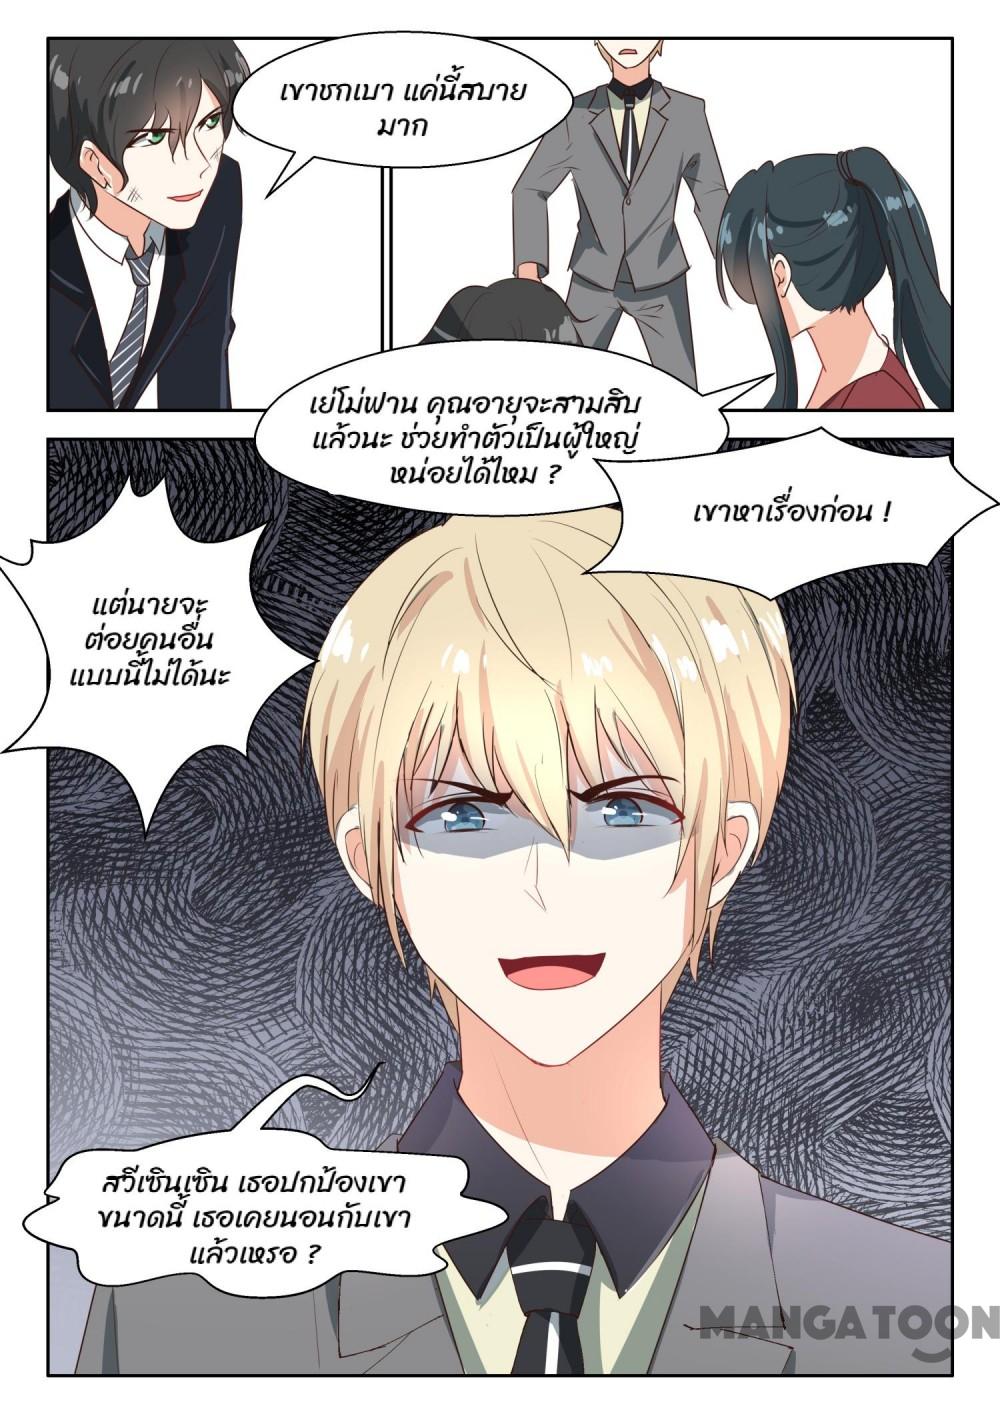 เขาชกเบา แค่นี้สบาย
มาก
เย่โม่ฟาน คุณอายุจะสามสิบ
แล้วนะ ช่วยทำตัวเป็นผู้ใหญ่
หน่อยได้ไหม ?
เขาหาเรื่องก่อน !
แต่นายจะ
ต่อยคนอื่น
แบบนี้ไม่ได้นะ
สวีเซินเซิน เธอปกป้องเขา
ขนาดนี้ เธอเคยนอนกับเขา
แล้วเหรอ ?
MANGATOON